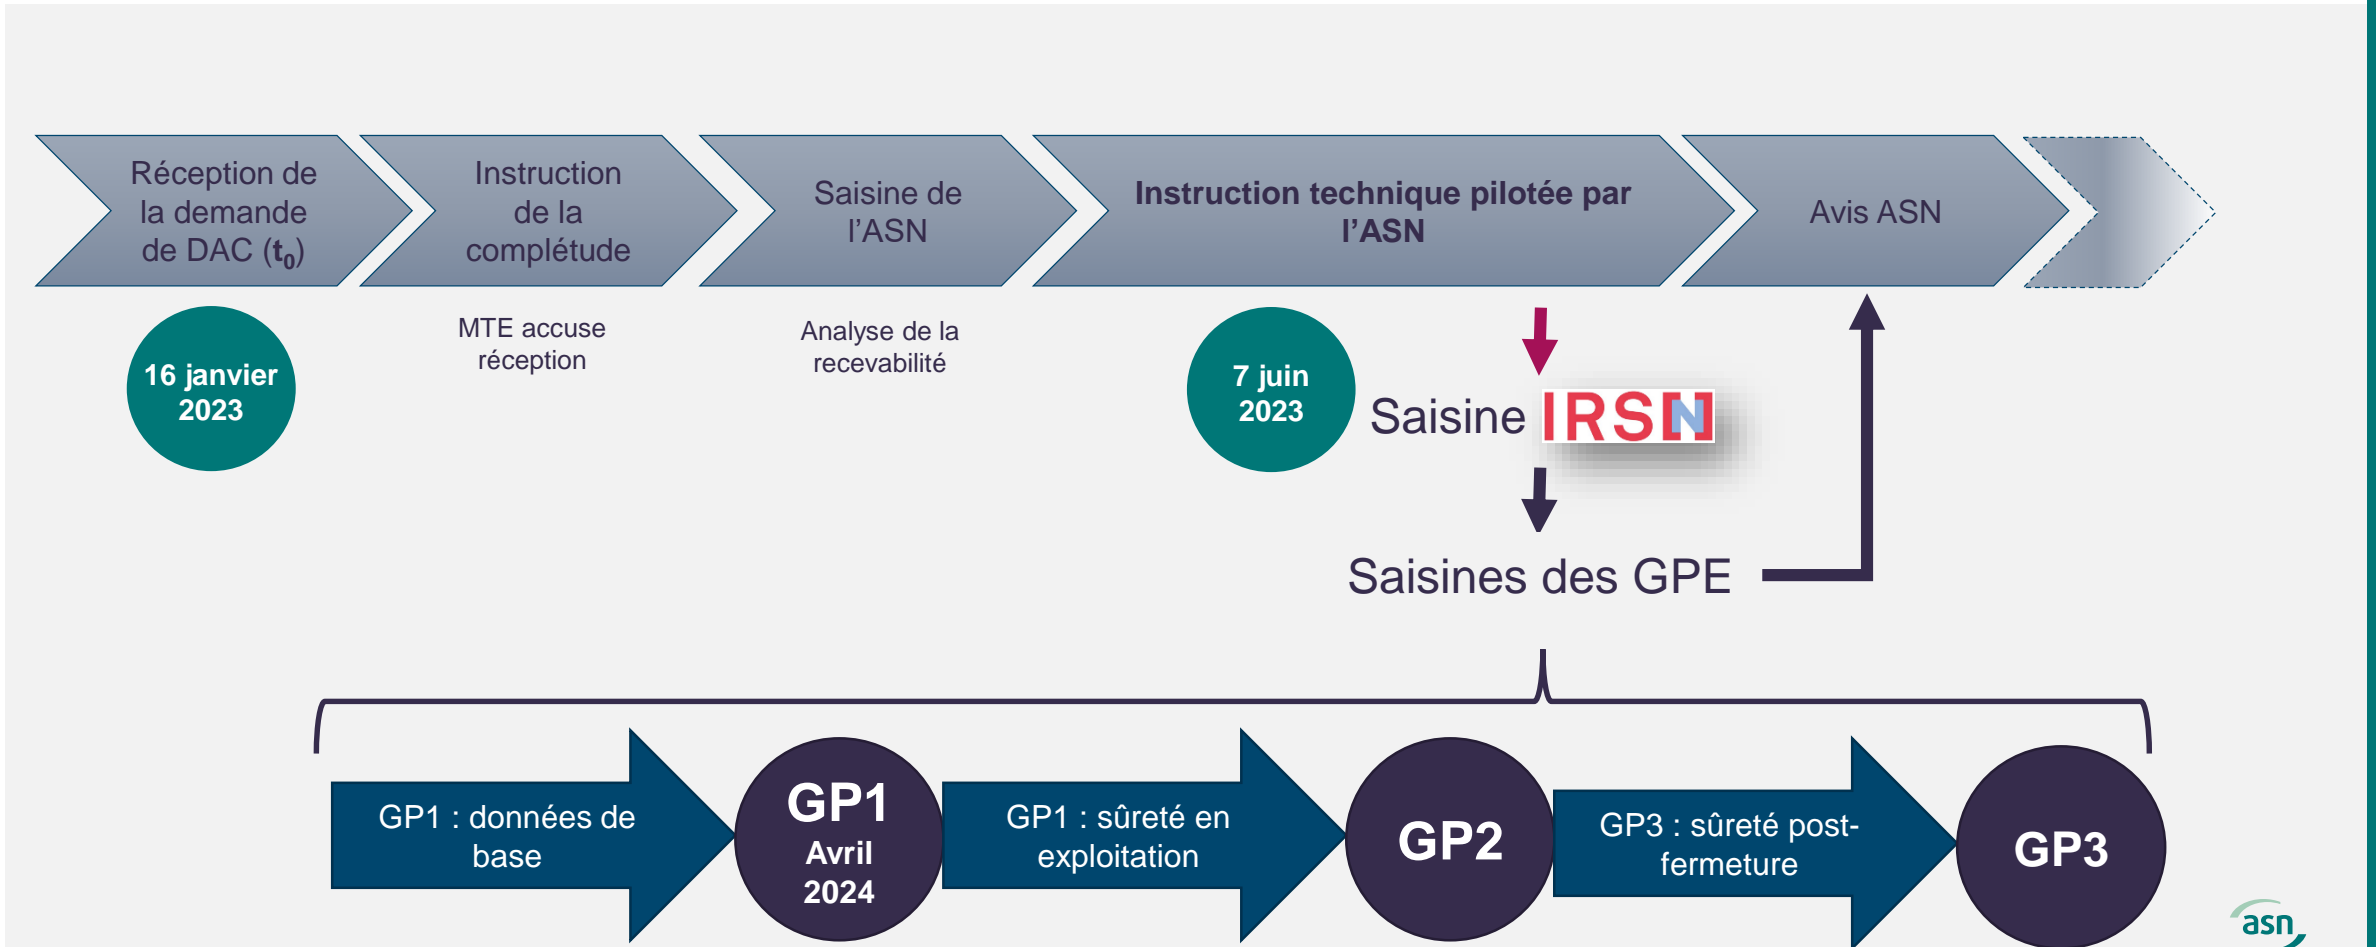 Réception de
la demande
de DAC (t0)
Instruction
de la
complétude
Saisine de
l'ASN
Instruction technique pilotée par
l'ASN
Avis ASN
16 janvier
2023
MTE accuse
réception
Analyse de la
recevabilité
7 juin
2023
Saisine IRSN
Saisines des GPE
GP1 : données de
base
GP1
Avril
2024
GP1 : sûreté en
exploitation
GP2
GP3 : sûreté post-
fermeture
GP3
asn